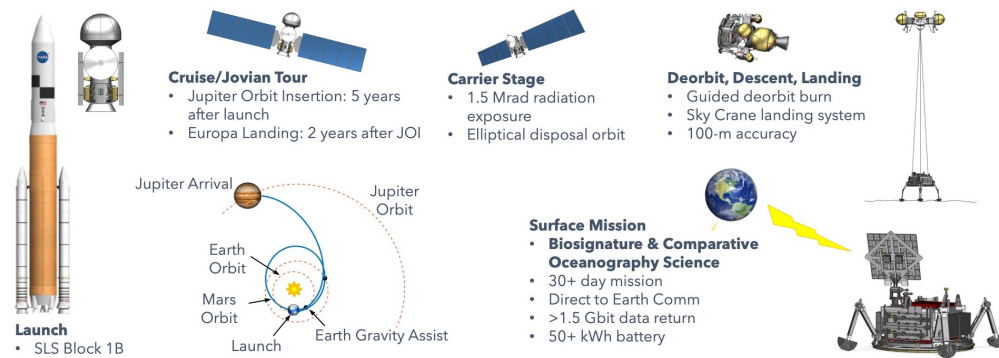 Cruise/Jovian Tour
• Jupiter Orbit Insertion: 5 years
after launch
• Europa Landing: 2 years after JOI
Carrier Stage
• 1.5 Mrad radiation
exposure
• Elliptical disposal orbit
Deorbit, Descent, Landing
• Guided deorbit burn
• Sky Crane landing system
• 100-m accuracy
Jupiter Arrival
Jupiter
Orbit
Earth
Orbit
Mars
Orbit
Launch
Earth Gravity Assist
Surface Mission
• Biosignature & Comparative
Oceanography Science
• 30+ day mission
• Direct to Earth Comm
• >1.5 Gbit data return
• 50+ kWh battery
Launch
• SLS Block 1B
NASA